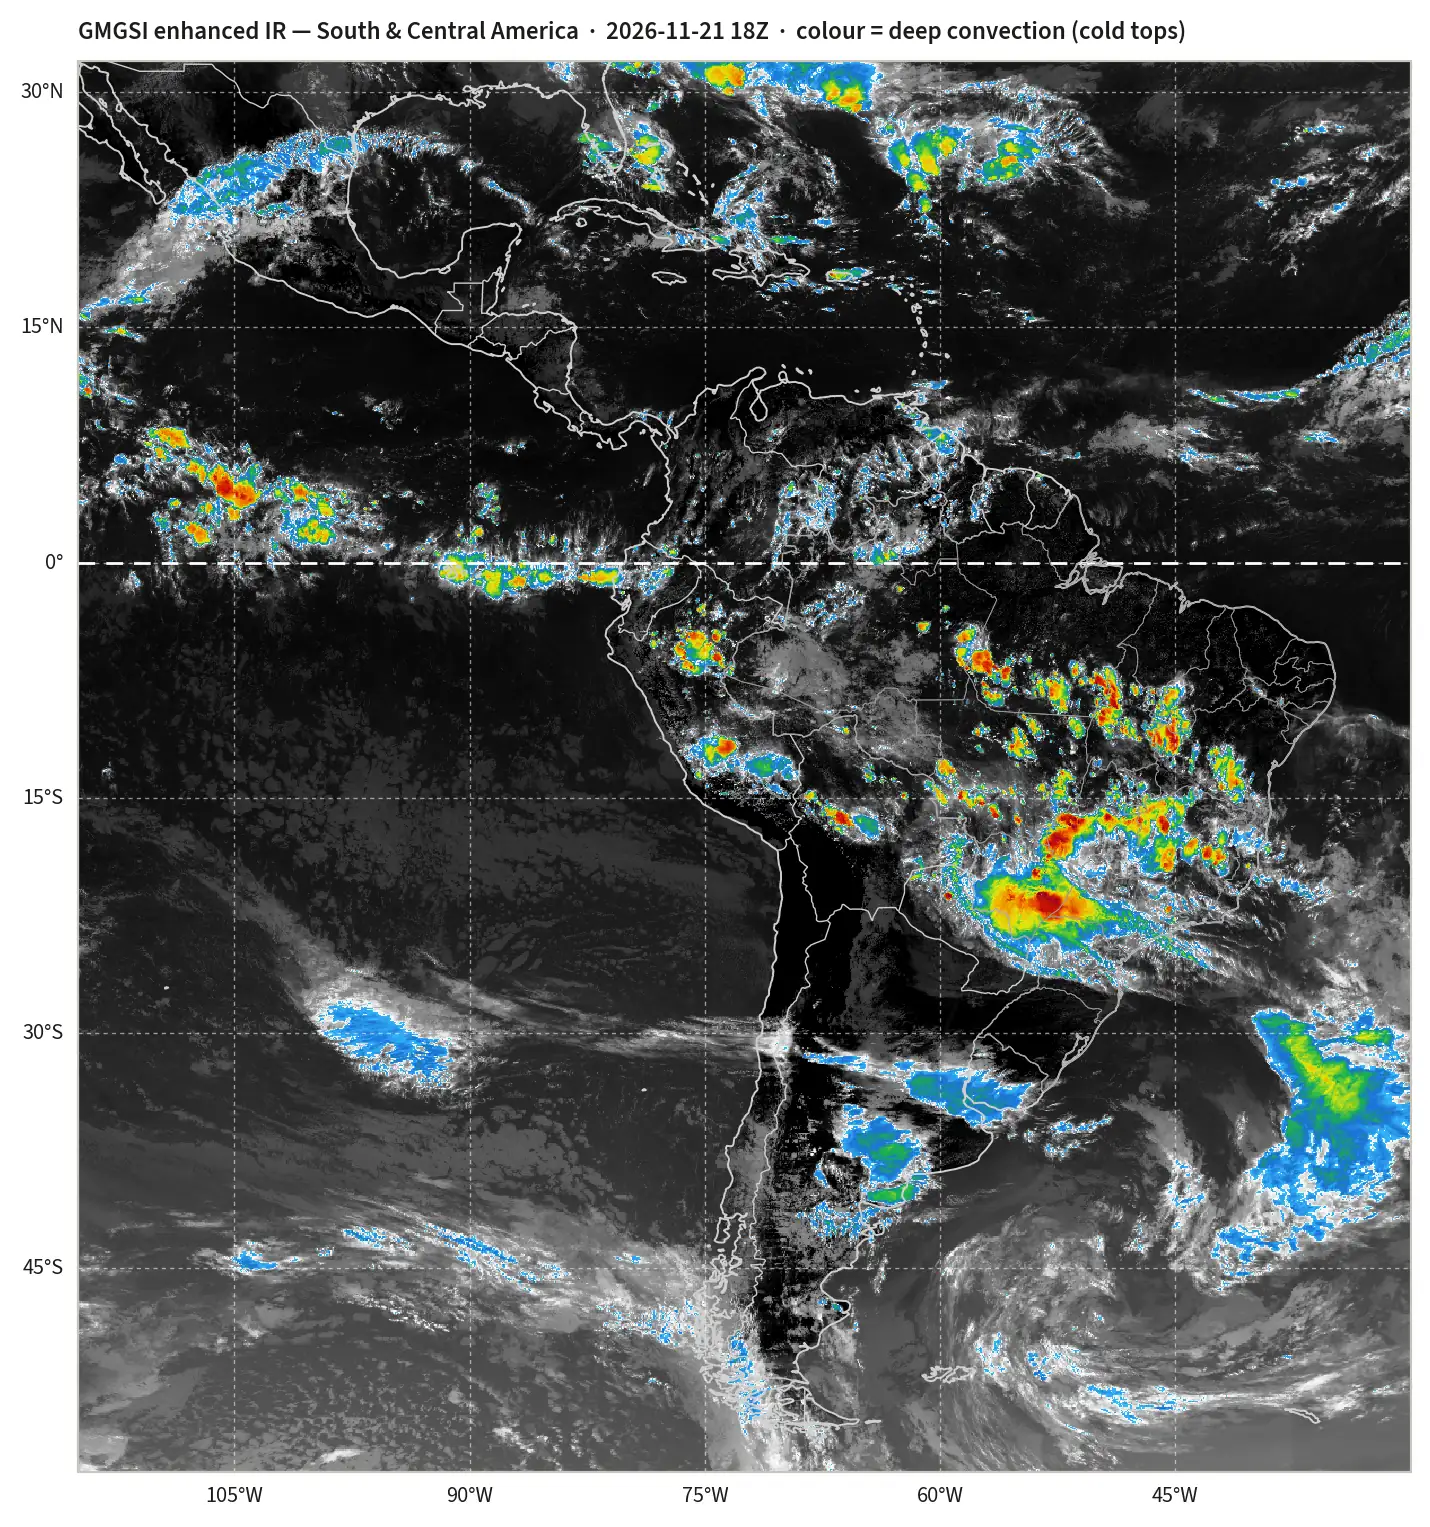 GMGSI enhanced IR — South & Central America · 2026-11-21 18Z · colour = deep convection (cold tops)
30°N
15°N
0°
15°S
30°S
45°S
105°W
90°W
75°W
60°W
45°W